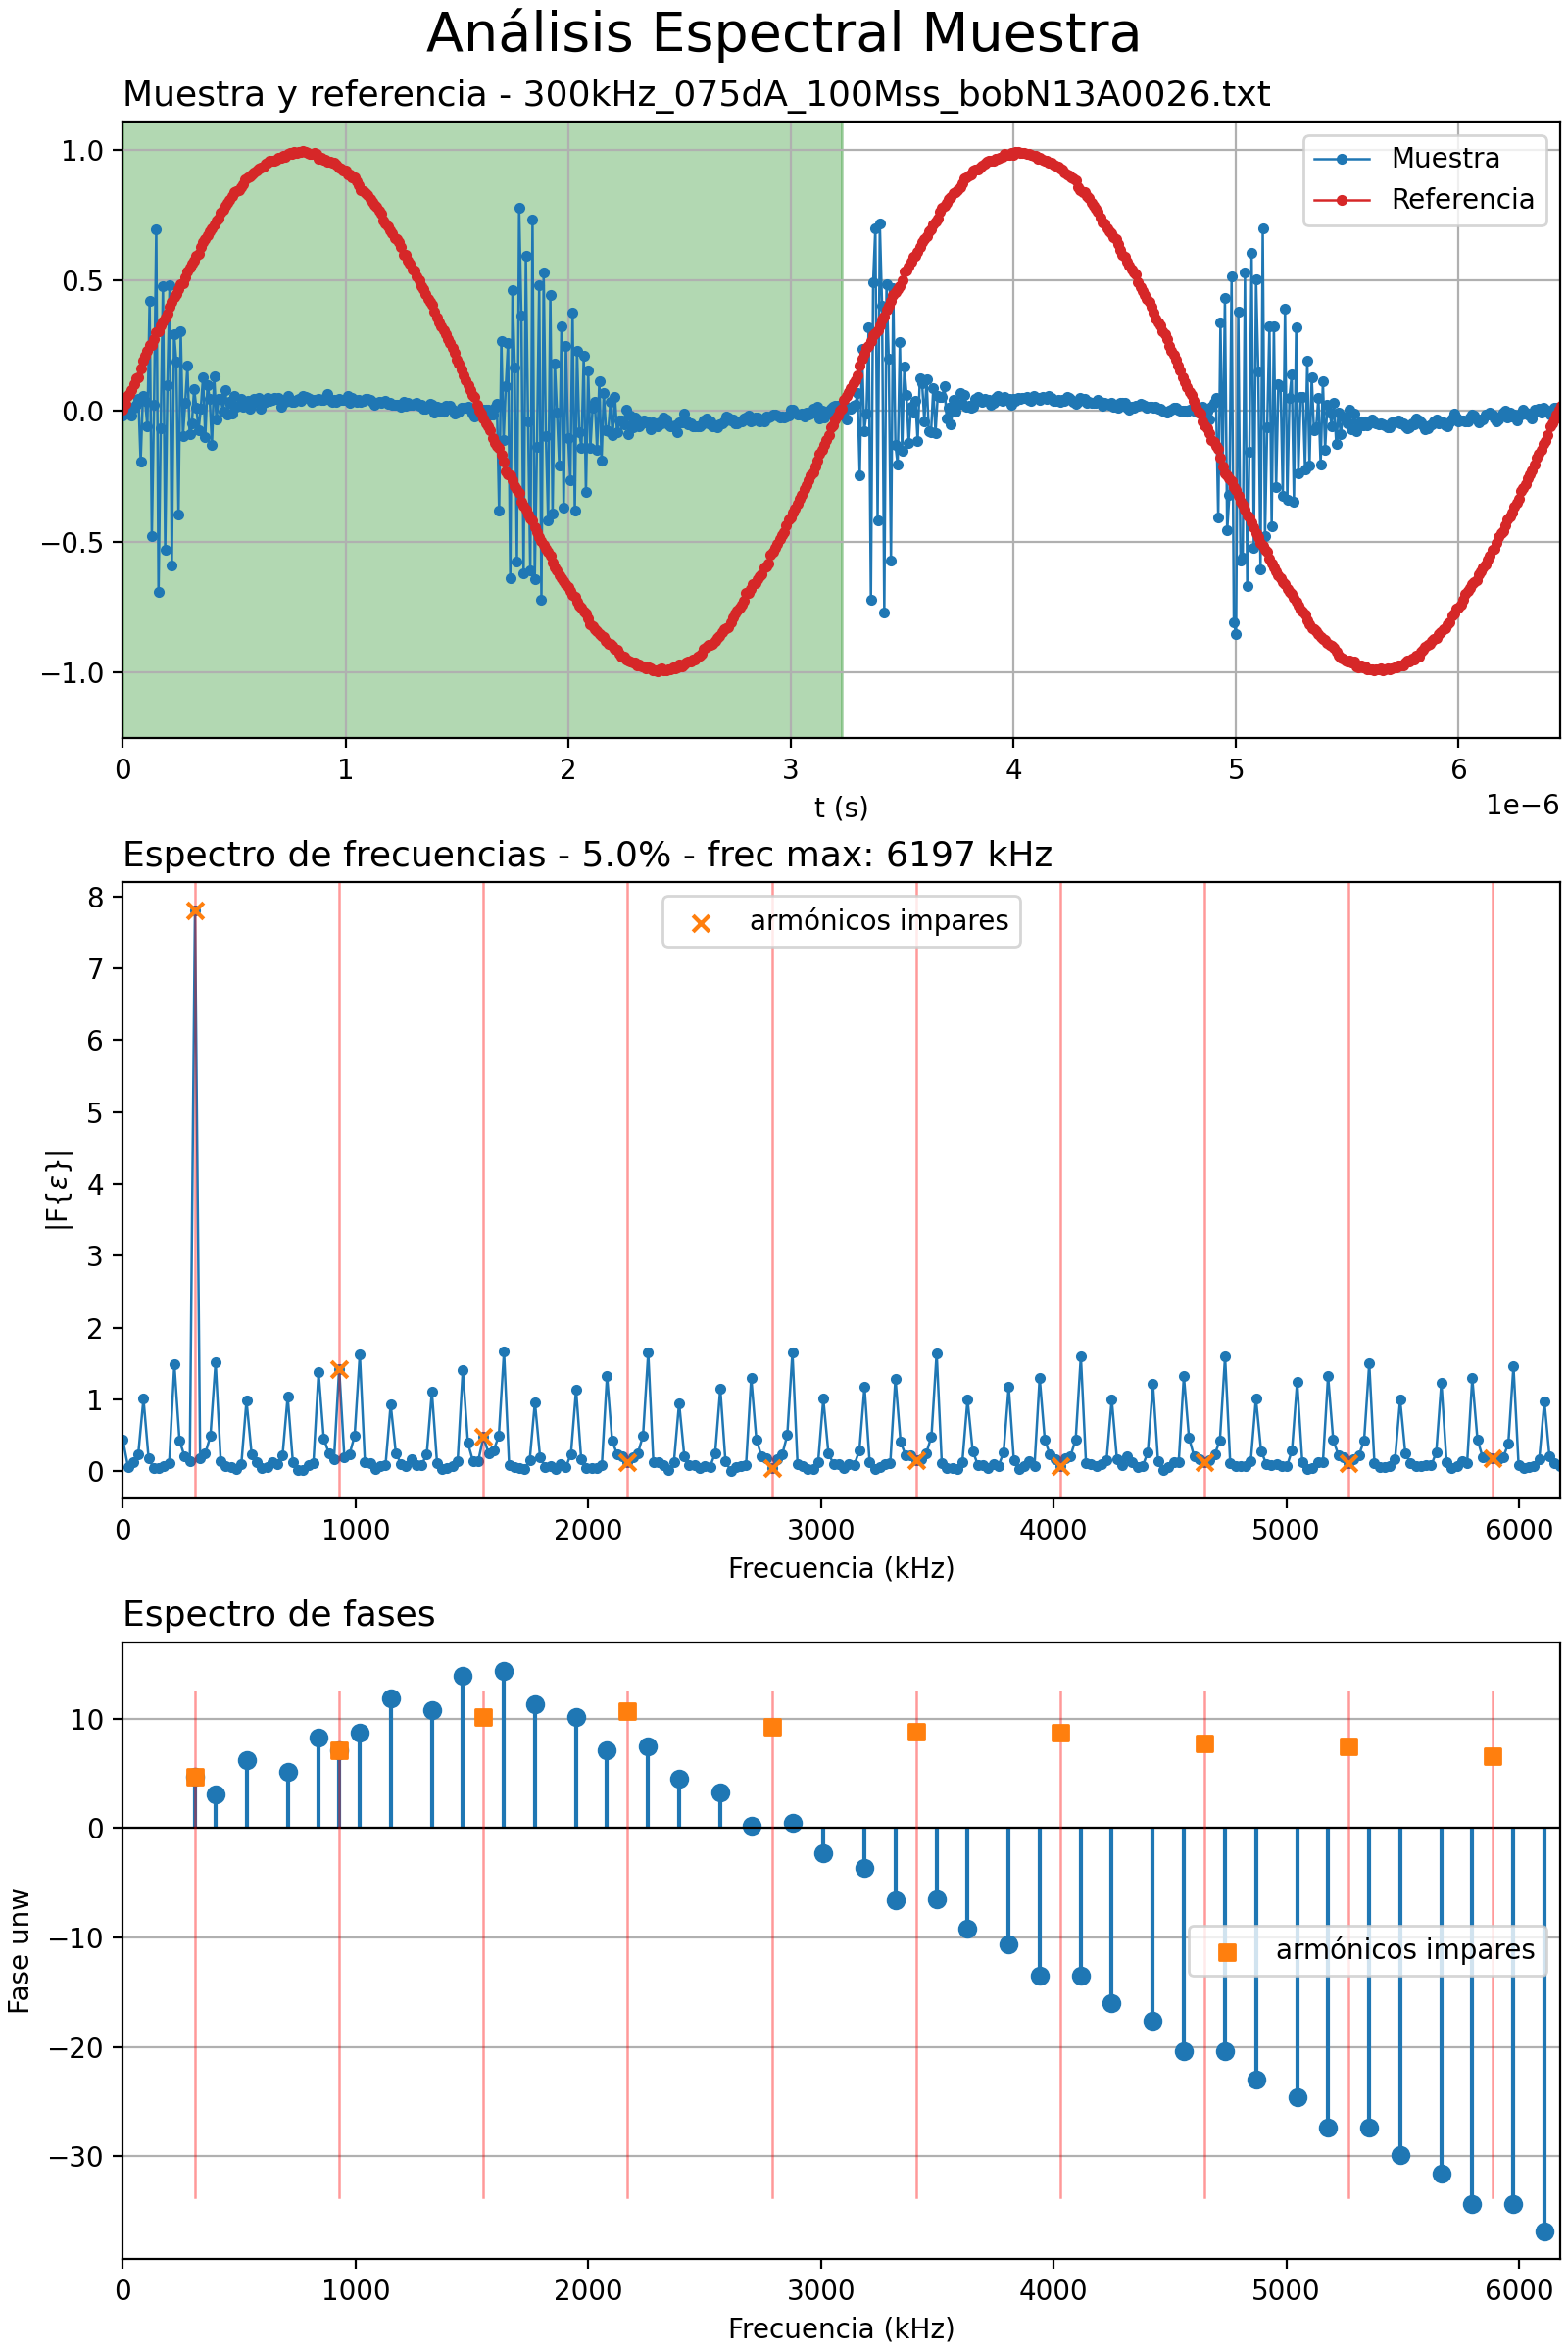 Análisis Espectral Muestra
Muestra y referencia - 300kHz_075dA_100Mss_bobN13A0026.txt
Muestra
Referencia
1.0
0.5
0.0
−0.5
−1.0
0 1 2 3 4 5 6
t (s)
1e−6
Espectro de frecuencias - 5.0% - frec max: 6197 kHz
armónicos impares
8
7
6
5
4
3
2
1
0
|F{ε}|
0 1000 2000 3000 4000 5000 6000
Frecuencia (kHz)
Espectro de fases
10
0
−10
−20
−30
Fase unw
armónicos impares
0 1000 2000 3000 4000 5000 6000
Frecuencia (kHz)